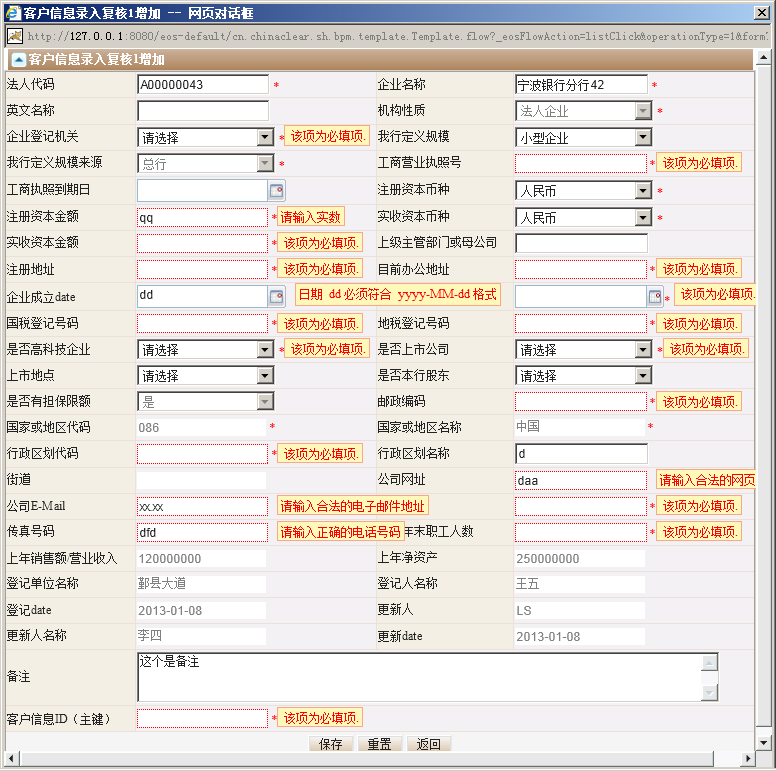 客户信息录入复核1增加 -- 网页对话框
http://127.0.0.1:8080/eos-default/cn.chinaclear.sh.bpm.template.Template.flow?_eosFlowAction=listClick&operationType=1&form
客户信息录入复核1增加
法人代码 A00000043 * 企业名称 宁波银行分行42 *
英文名称 机构性质 法人企业 *
企业登记机关 请选择 * 该项为必填项. 我行定义规模 小型企业
我行定义规模来源 总行 * 工商营业执照号 * 该项为必填项.
工商执照到期日 注册资本币种 人民币 *
注册资本金额 qq * 请输入实数 实收资本币种 人民币 *
实收资本金额 * 该项为必填项. 上级主管部门或母公司
注册地址 * 该项为必填项. 目前办公地址 * 该项为必填项.
企业成立date dd 日期 dd 必须符合 yyyy-MM-dd 格式 * 该项为必填项.
国税登记号码 * 该项为必填项. 地税登记号码 * 该项为必填项.
是否高科技企业 请选择 * 该项为必填项. 是否上市公司 请选择 * 该项为必填项.
上市地点 请选择 是否本行股东 请选择
是否有担保限额 是 邮政编码 * 该项为必填项.
国家或地区代码 086 * 国家或地区名称 中国 *
行政区划代码 * 该项为必填项. 行政区划名称 d
街道 公司网址 daa 请输入合法的网页
公司E-Mail xx.xx 请输入合法的电子邮件地址 * 该项为必填项.
传真号码 dfd 请输入正确的电话号码 年末职工人数 * 该项为必填项.
上年销售额/营业收入 120000000 上年净资产 250000000
登记单位名称 鄞县大道 登记人名称 王五
登记date 2013-01-08 更新人 LS
更新人名称 李四 更新date 2013-01-08
备注 这个是备注
客户信息ID（主键） * 该项为必填项.
保存 重置 返回